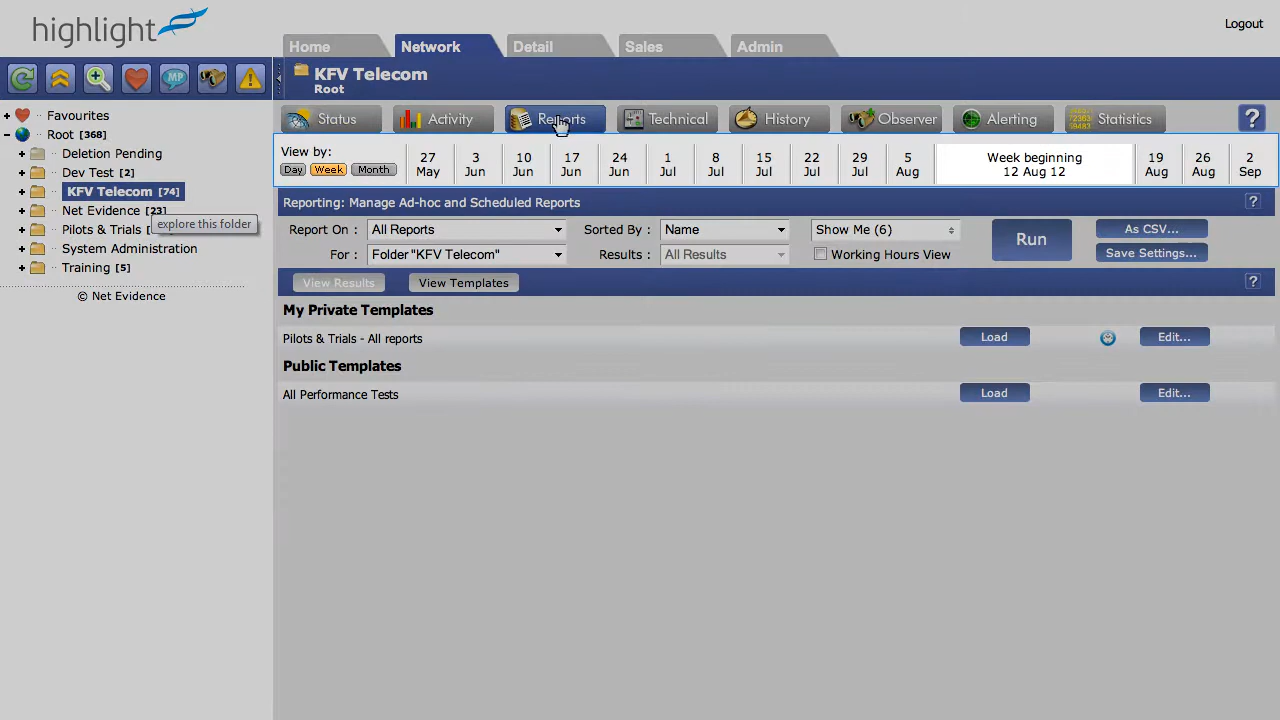 highlight
Logout
Home
Network
Detail
Sales
Admin
MP
KFV Telecom
Root
Status
Activity
Reports
Technical
History
Observer
Alerting
Statistics
?
View by:
Day
Week
Month
27 May
3 Jun
10 Jun
17 Jun
24 Jun
1 Jul
8 Jul
15 Jul
22 Jul
29 Jul
5 Aug
Week beginning
12 Aug 12
19 Aug
26 Aug
2 Sep
Favourites
Root [368]
Deletion Pending
Dev Test [2]
KFV Telecom [74]
Net Evidence [23]
explore this folder
Pilots & Trials [
System Administration
Training [5]
© Net Evidence
Reporting: Manage Ad-hoc and Scheduled Reports
?
Report On : All Reports
Sorted By : Name
Show Me (6)
Run
As CSV...
For : Folder "KFV Telecom"
Results : All Results
Working Hours View
Save Settings...
View Results
View Templates
?
My Private Templates
Pilots & Trials - All reports
Load
Edit...
Public Templates
All Performance Tests
Load
Edit...